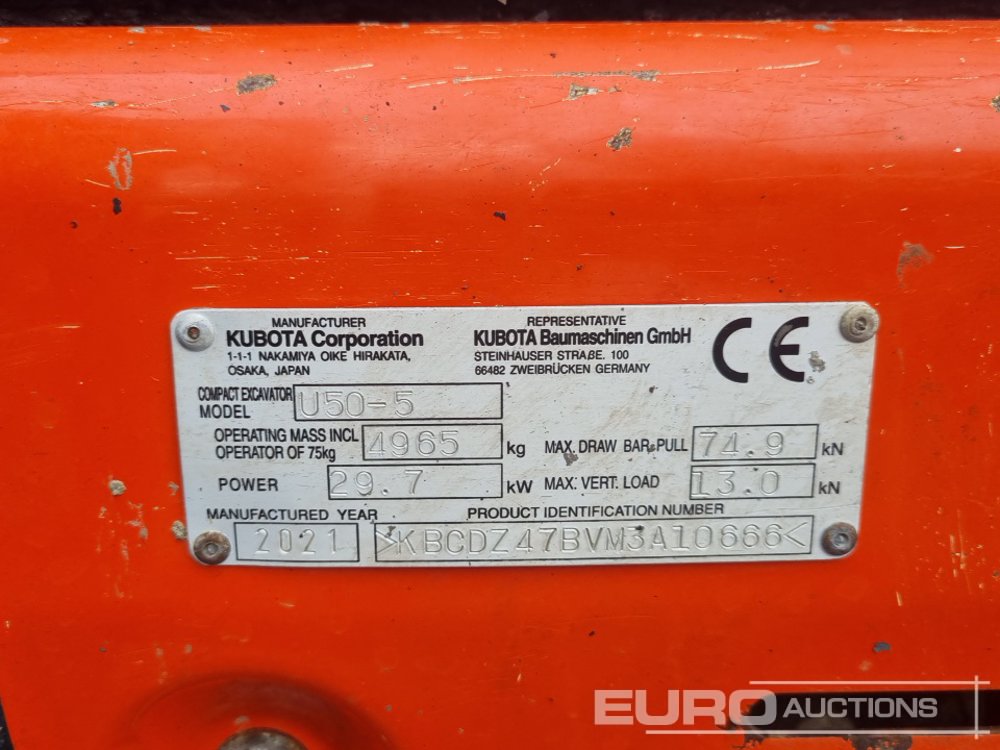 MANUFACTURER
KUBOTA Corporation
1-1-1 NAKAMIYA OIKE HIRAKATA,
OSAKA, JAPAN
REPRESENTATIVE
KUBOTA Baumaschinen GmbH
STEINHAUSER STRAßE. 100
66482 ZWEIBRÜCKEN GERMANY
CE
COMPACT EXCAVATOR
MODEL U50-5
OPERATING MASS INCL
OPERATOR OF 75kg 4965 kg
MAX. DRAW BAR PULL 74.9 kN
POWER 29.7 kW
MAX. VERT. LOAD 13.0 kN
MANUFACTURED YEAR
2021
PRODUCT IDENTIFICATION NUMBER
>KBCDZ47BVM3A10666<
EURO AUCTIONS